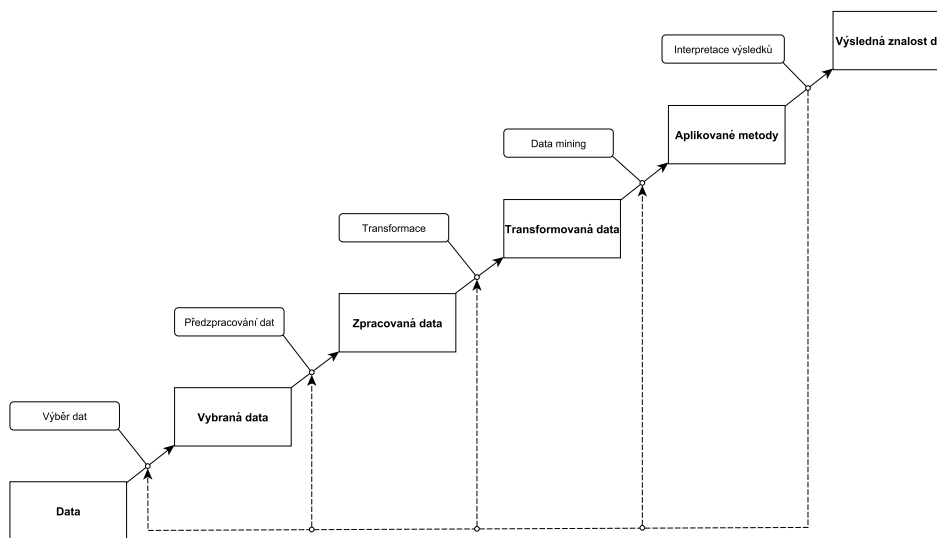 Výsledná znalost d
Interpretace výsledků
Aplikované metody
Data mining
Transformovaná data
Transformace
Zpracovaná data
Předzpracování dat
Vybraná data
Výběr dat
Data